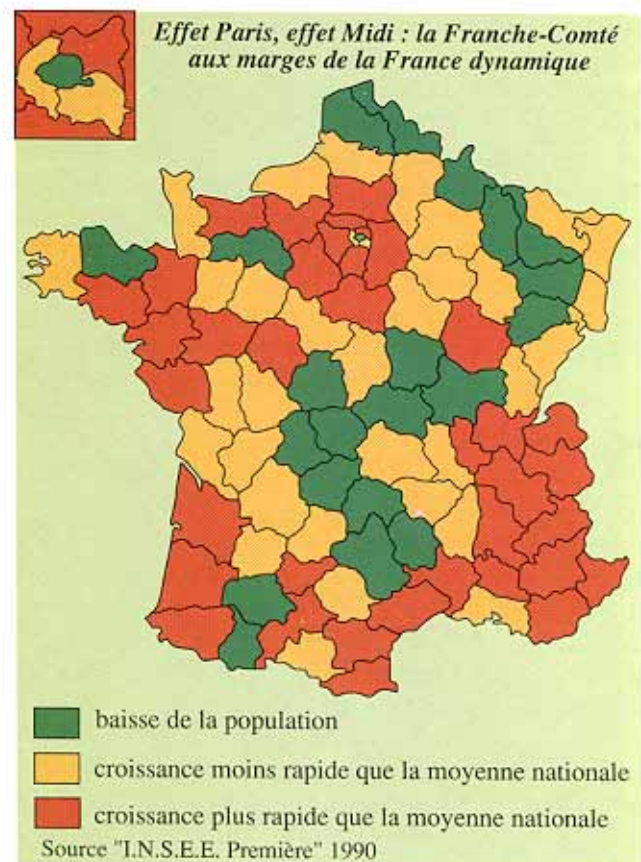 Effet Paris, effet Midi : la Franche-Comté
aux marges de la France dynamique
baisse de la population
croissance moins rapide que la moyenne nationale
croissance plus rapide que la moyenne nationale
Source "I.N.S.E.E. Première" 1990